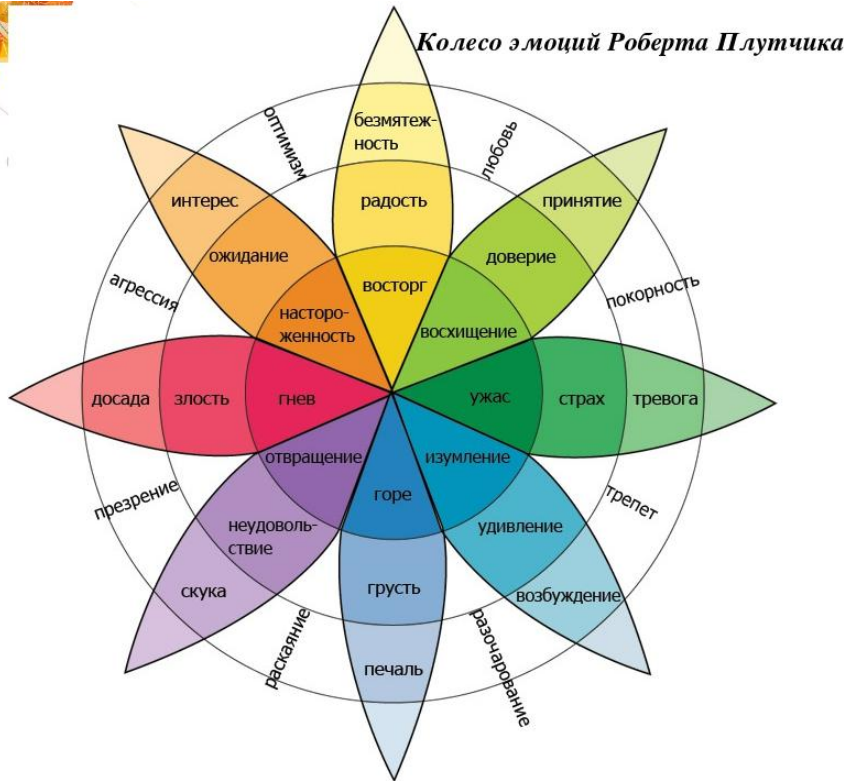 Колесо эмоций Роберта Плутчика
оптимизм
безмятеж-
ность
любовь
интерес
радость
принятие
ожидание
доверие
агрессия
покорность
восторг
насторо-
женность
восхищение
досада
злость
гнев
ужас
страх
тревога
отвращение
изумление
презрение
горе
трепет
неудоволь-
ствие
удивление
скука
грусть
возбуждение
раскаяние
разочарование
печаль